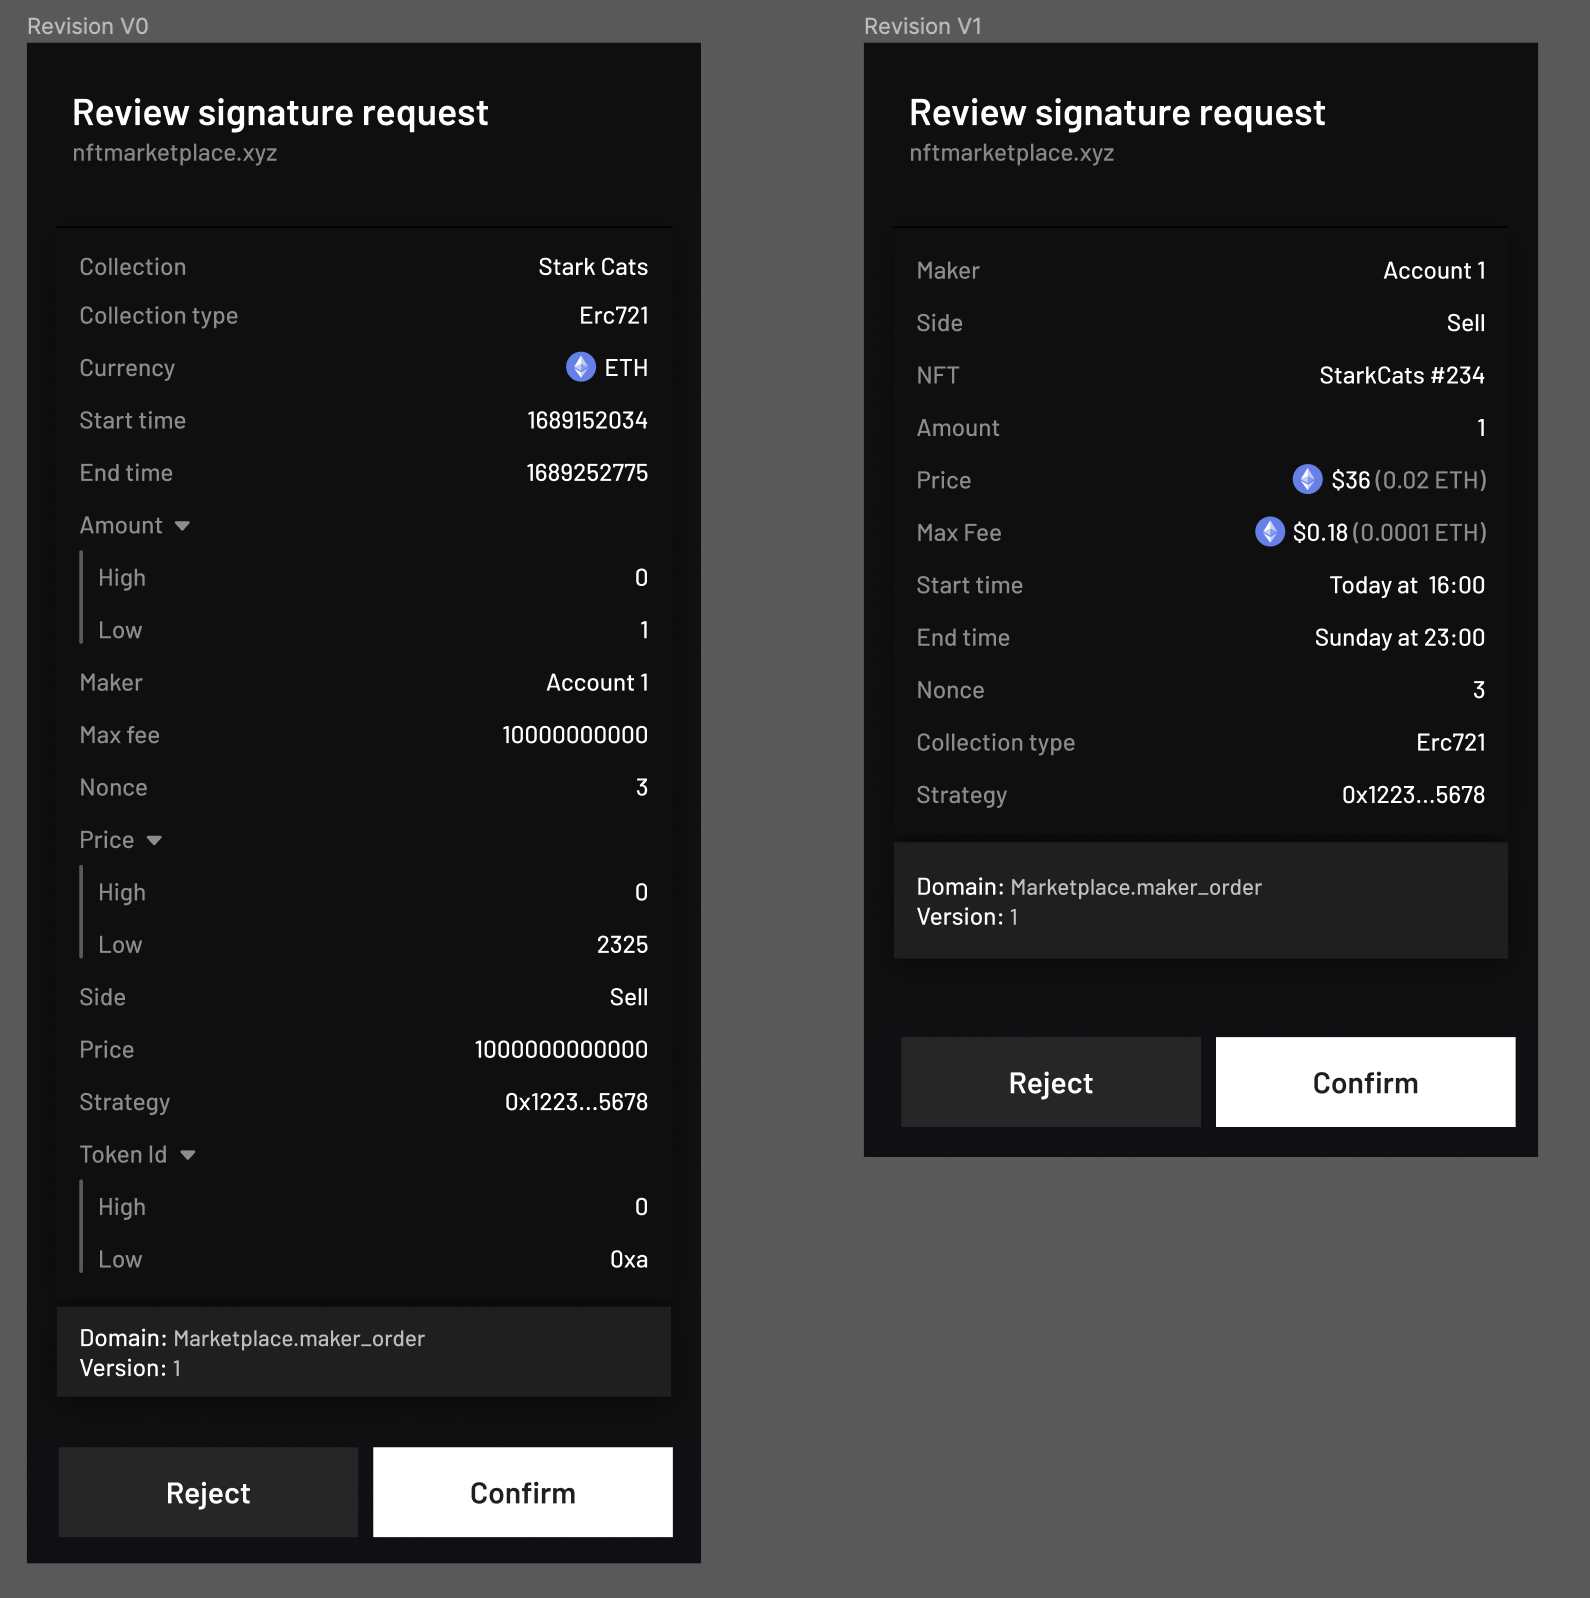 Revision V0
Review signature request
nftmarketplace.xyz
Collection Stark Cats
Collection type Erc721
Currency ETH
Start time 1689152034
End time 1689252775
Amount
High 0
Low 1
Maker Account 1
Max fee 10000000000
Nonce 3
Price
High 0
Low 2325
Side Sell
Price 1000000000000
Strategy 0x1223...5678
Token Id
High 0
Low 0xa
Domain: Marketplace.maker_order
Version: 1
Reject Confirm
Revision V1
Review signature request
nftmarketplace.xyz
Maker Account 1
Side Sell
NFT StarkCats #234
Amount 1
Price $36 (0.02 ETH)
Max Fee $0.18 (0.0001 ETH)
Start time Today at 16:00
End time Sunday at 23:00
Nonce 3
Collection type Erc721
Strategy 0x1223...5678
Domain: Marketplace.maker_order
Version: 1
Reject Confirm